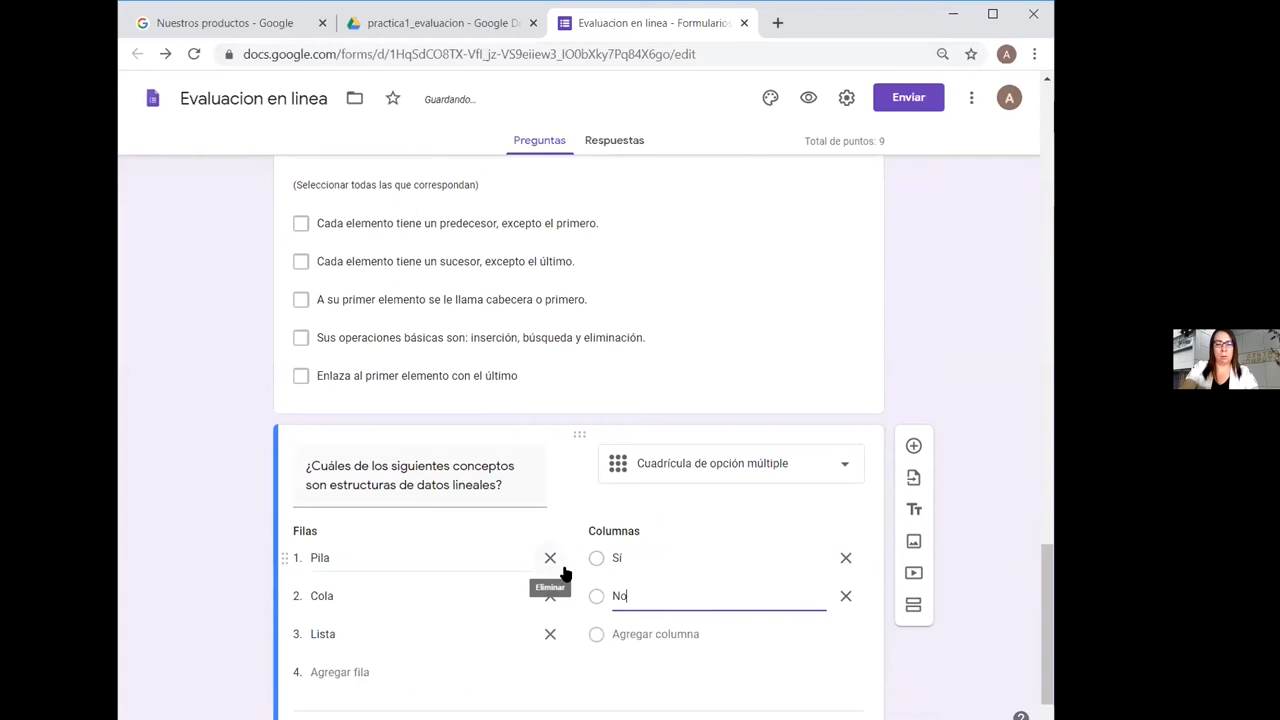 Nuestros productos - Google
practica1_evaluacion - Google D
Evaluacion en linea - Formularios
docs.google.com/forms/d/1HqSdCO8TX-VfI_jz-VS9eiiew3_IO0bXky7Pq84X6go/edit
A
Evaluacion en linea
Guardando...
Enviar
A
Preguntas
Respuestas
Total de puntos: 9
(Seleccionar todas las que correspondan)
Cada elemento tiene un predecesor, excepto el primero.
Cada elemento tiene un sucesor, excepto el último.
A su primer elemento se le llama cabecera o primero.
Sus operaciones básicas son: inserción, búsqueda y eliminación.
Enlaza al primer elemento con el último
¿Cuáles de los siguientes conceptos
son estructuras de datos lineales?
Cuadrícula de opción múltiple
Filas
Columnas
1. Pila
Sí
Eliminar
2. Cola
No
3. Lista
Agregar columna
4. Agregar fila
Tт